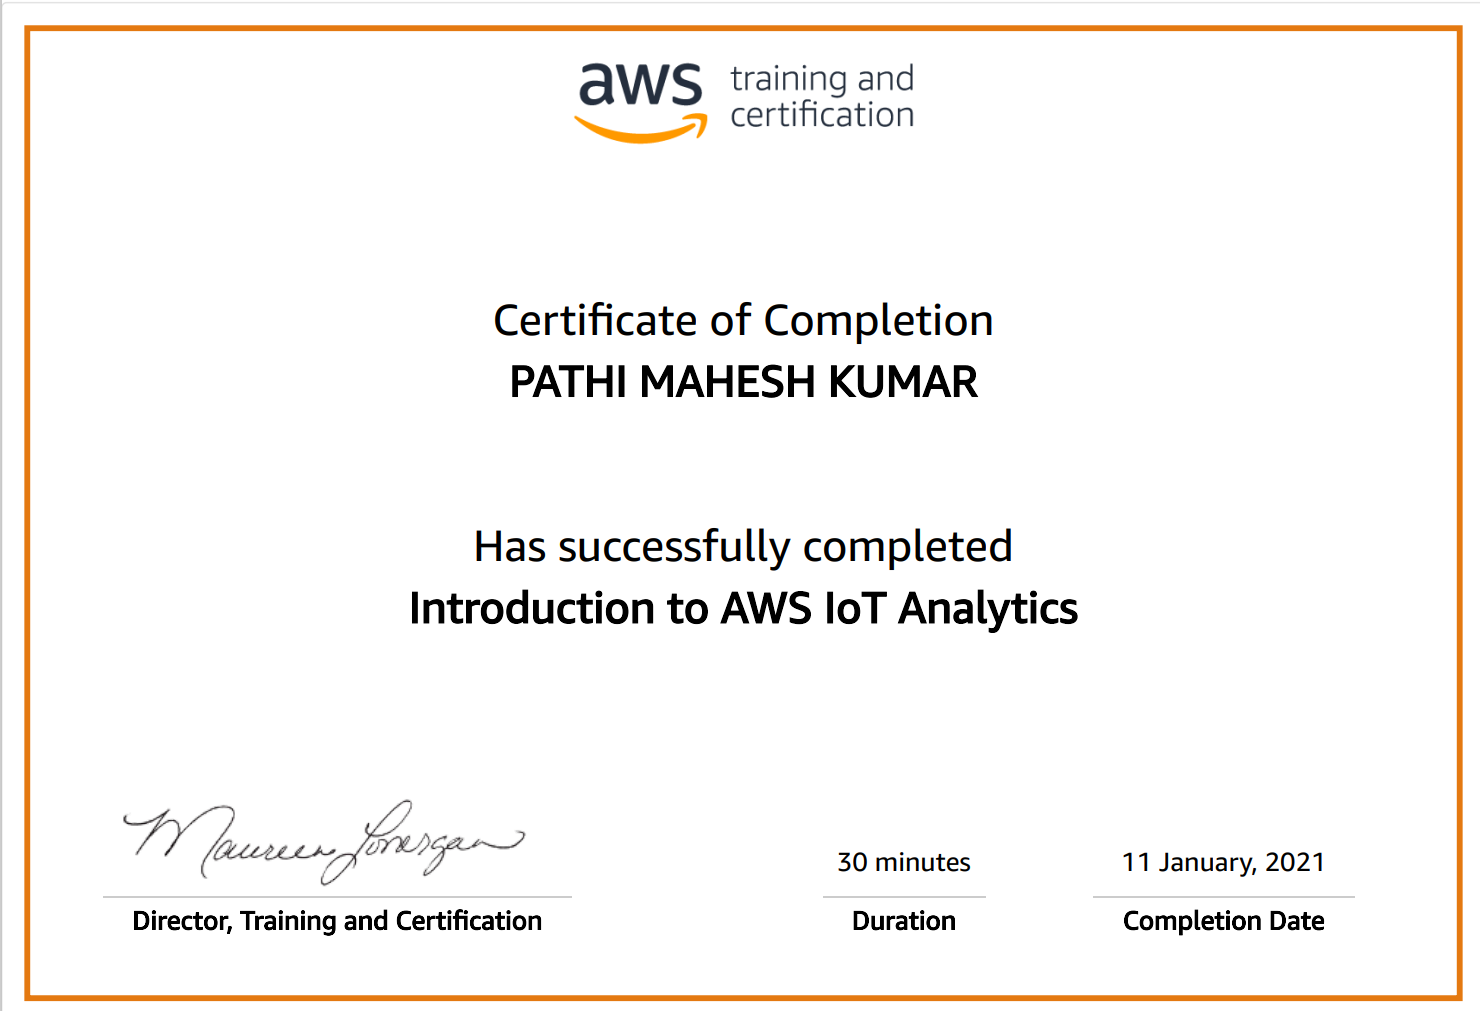 aws training and
certification
Certificate of Completion
PATHI MAHESH KUMAR
Has successfully completed
Introduction to AWS IoT Analytics
Maureen Lonergan
30 minutes
11 January, 2021
Director, Training and Certification
Duration
Completion Date